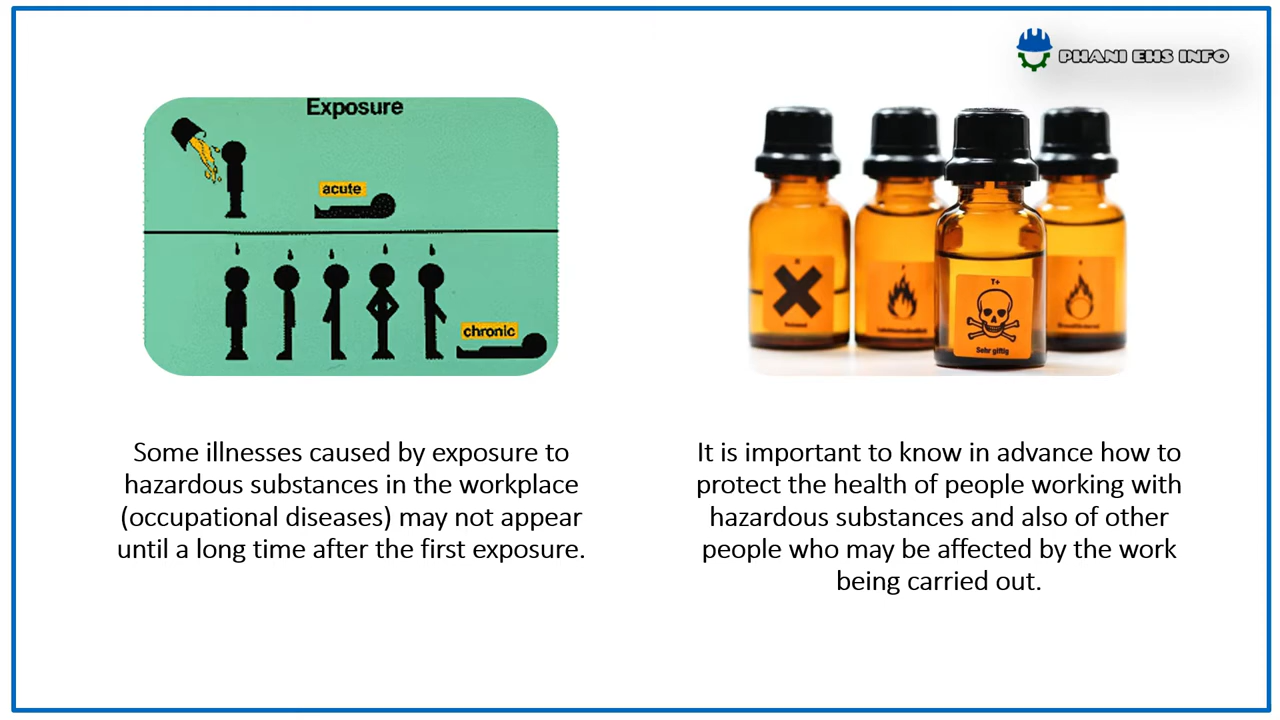 PHANI EHS INFO
Exposure
acute
chronic
T+
Sehr giftig
Some illnesses caused by exposure to
hazardous substances in the workplace
(occupational diseases) may not appear
until a long time after the first exposure.
It is important to know in advance how to
protect the health of people working with
hazardous substances and also of other
people who may be affected by the work
being carried out.